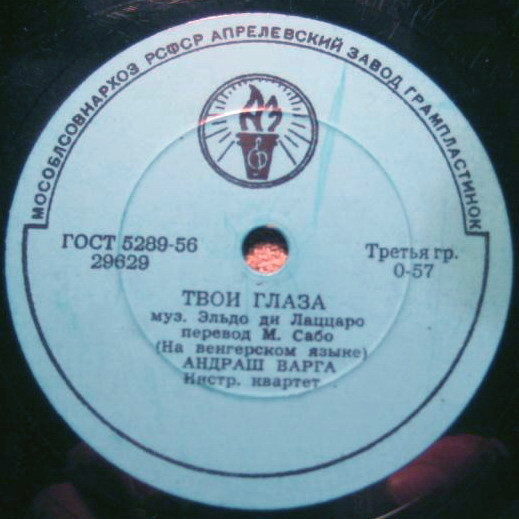 МОСОБЛСОВНАРХОЗ РСФСР АПРЕЛЕВСКИЙ ЗАВОД ГРАМПЛАСТИНОК
ГОСТ 5289-56
29629
Третья гр.
0-57
ТВОИ ГЛАЗА
муз. Эльдо ди Лаццаро
перевод М. Сабо
(На венгерском языке)
АНДРАШ ВАРГА
Инстр. квартет